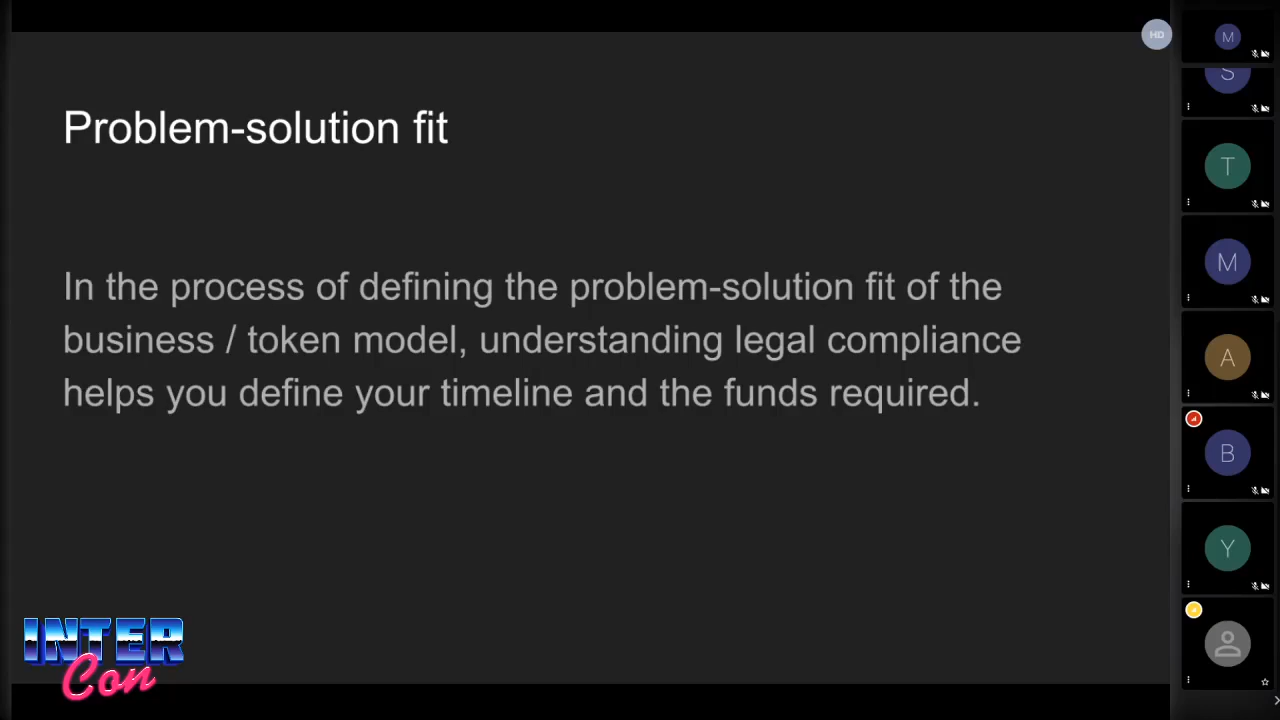 HD
M
S
Problem-solution fit
T
M
In the process of defining the problem-solution fit of the
business / token model, understanding legal compliance
helps you define your timeline and the funds required.
A
B
Y
INTER
Con